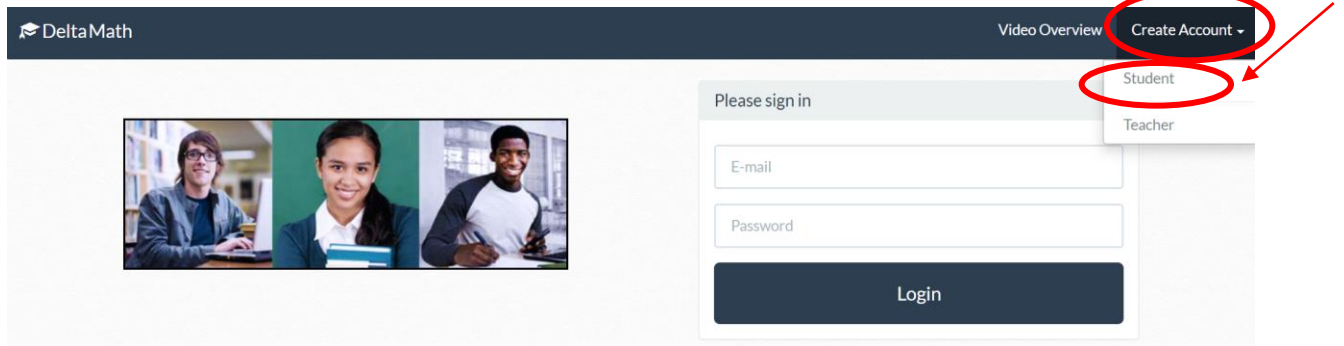 DeltaMath
Video Overview
Create Account
Student
Teacher
Please sign in
E-mail
Password
Login